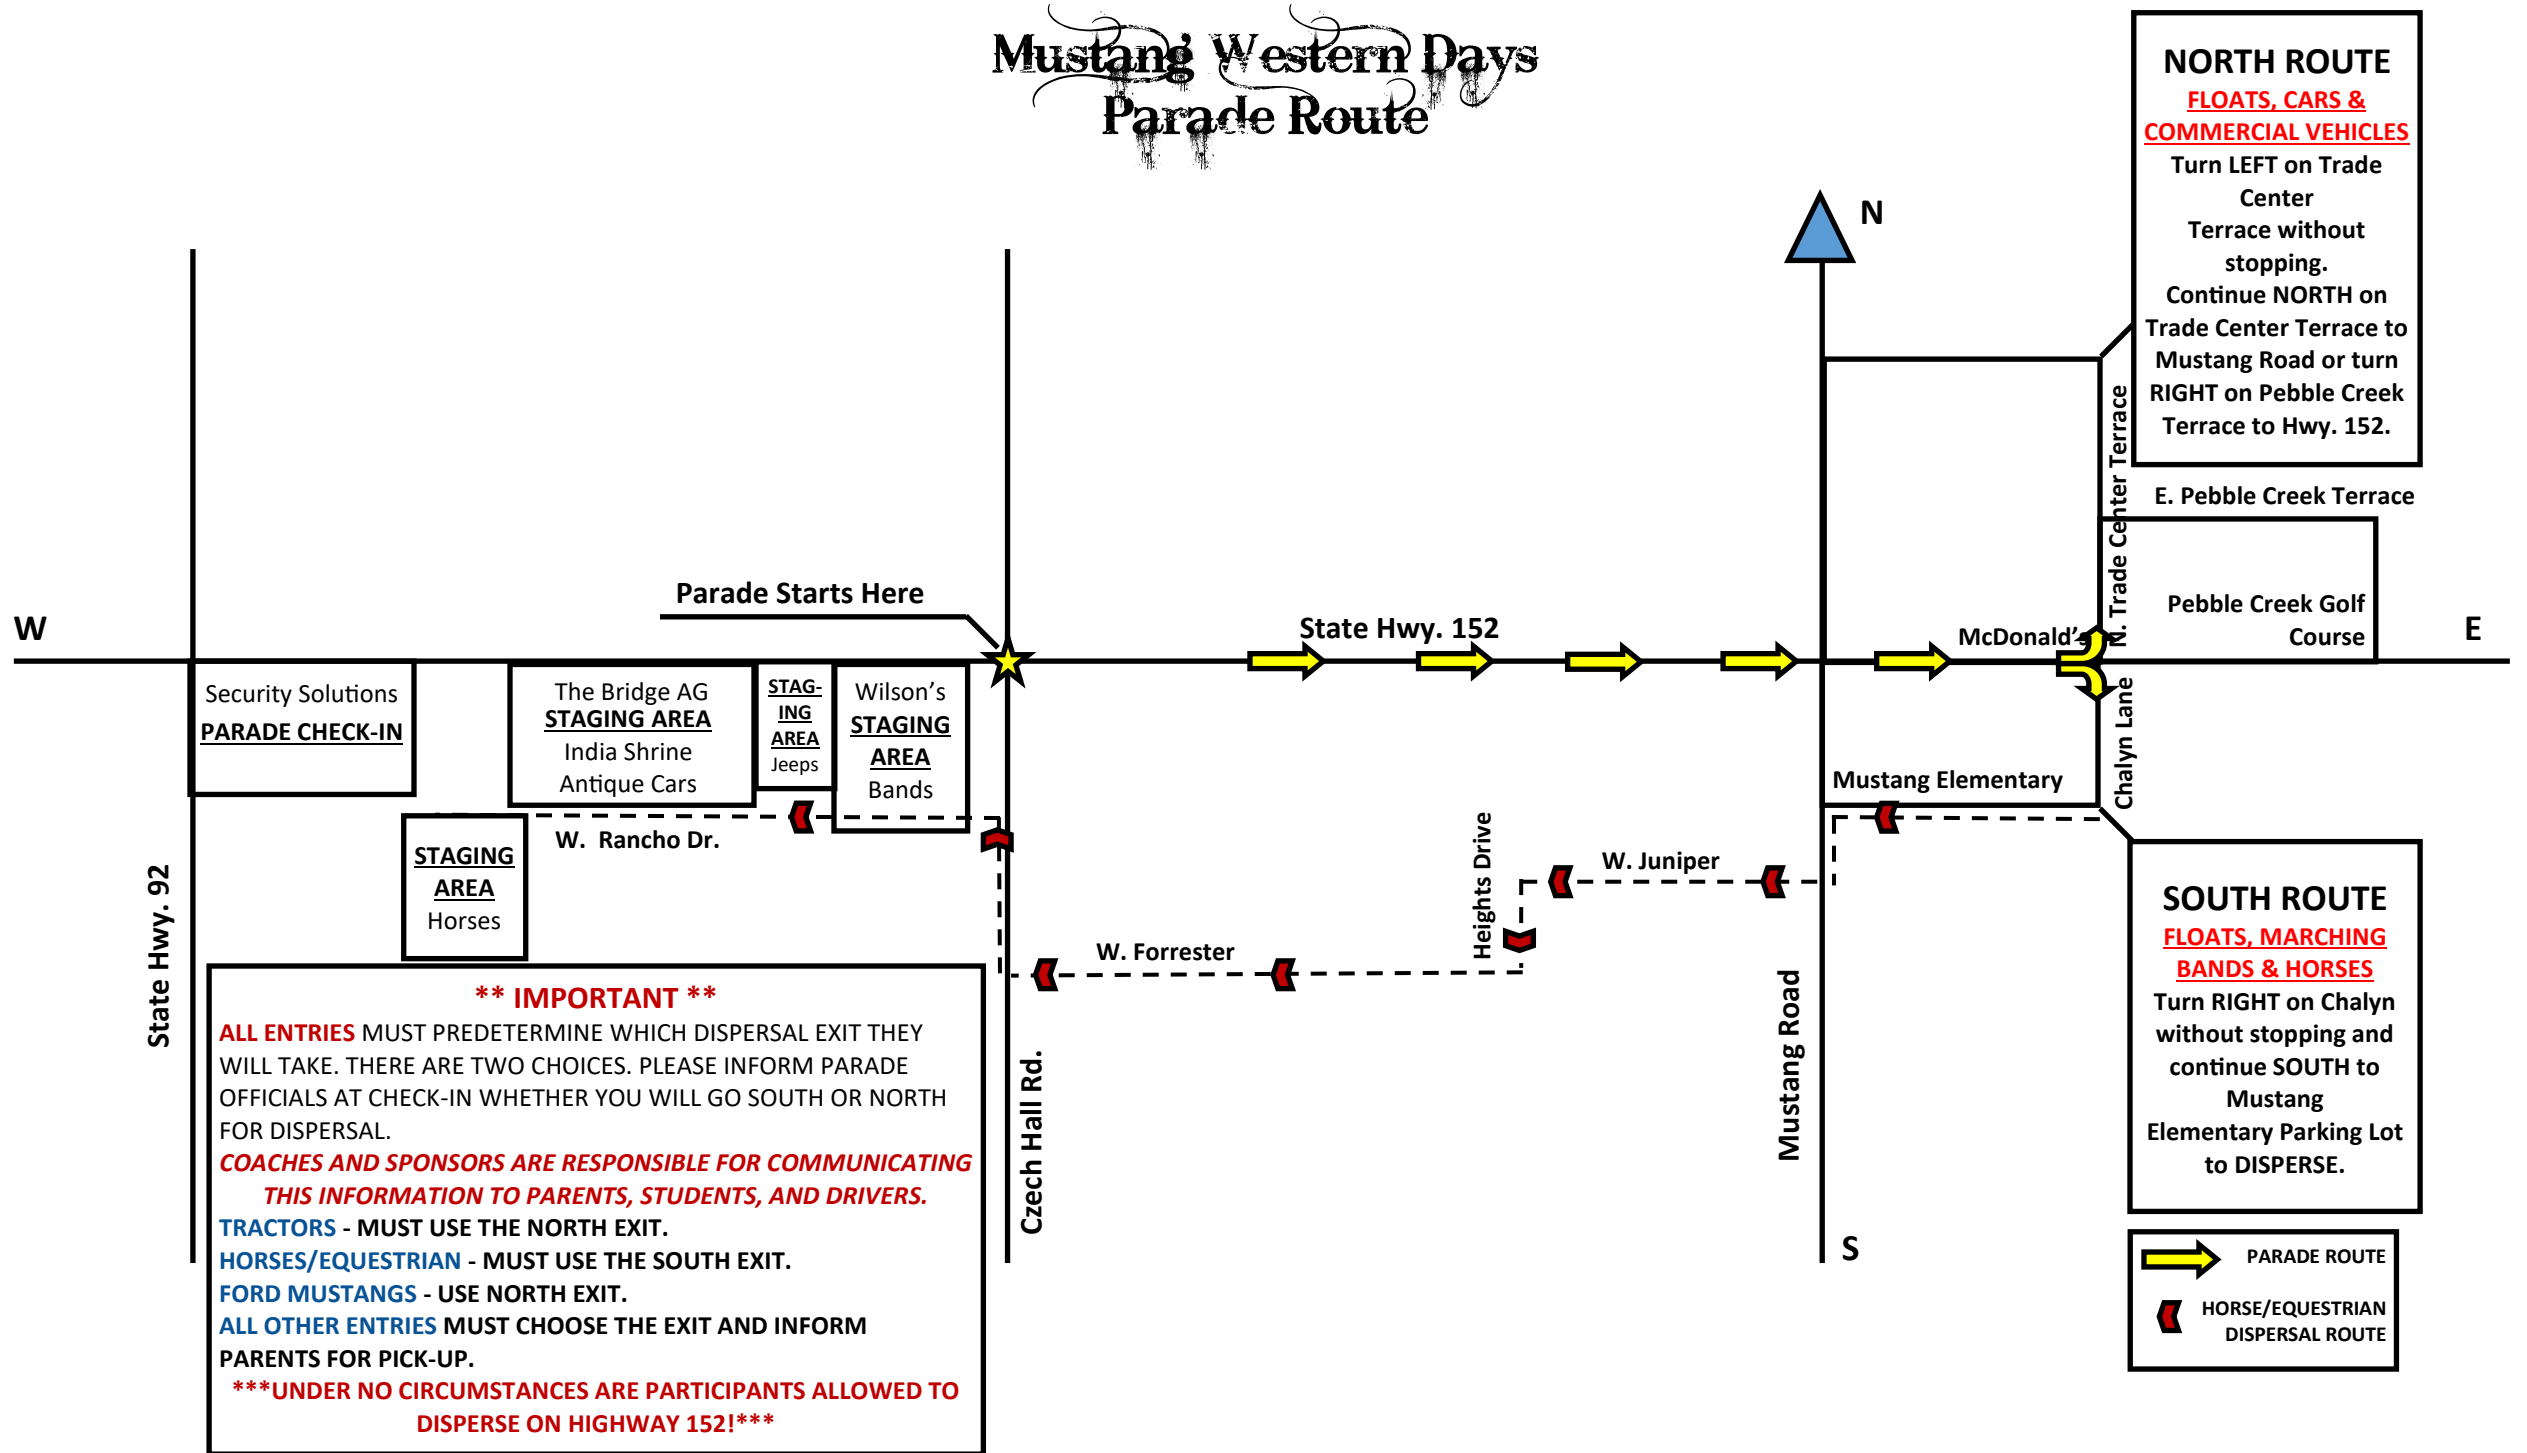 Mustang Western Days
Parade Route
NORTH ROUTE
FLOATS, CARS &
COMMERCIAL VEHICLES
Turn LEFT on Trade
Center
Terrace without
stopping.
Continue NORTH on
Trade Center Terrace to
Mustang Road or turn
RIGHT on Pebble Creek
Terrace to Hwy. 152.
N
N. Trade Center Terrace
E. Pebble Creek Terrace
Pebble Creek Golf
Course
Parade Starts Here
W
State Hwy. 152
McDonald's
E
Security Solutions
PARADE CHECK-IN
The Bridge AG
STAGING AREA
India Shrine
Antique Cars
STAG-
ING
AREA
Jeeps
Wilson's
STAGING
AREA
Bands
Chalyn Lane
Mustang Elementary
W. Rancho Dr.
STAGING
AREA
Horses
State Hwy. 92
Heights Drive
W. Juniper
W. Forrester
Czech Hall Rd.
Mustang Road
S
** IMPORTANT **
ALL ENTRIES MUST PREDETERMINE WHICH DISPERSAL EXIT THEY
WILL TAKE. THERE ARE TWO CHOICES. PLEASE INFORM PARADE
OFFICIALS AT CHECK-IN WHETHER YOU WILL GO SOUTH OR NORTH
FOR DISPERSAL.
COACHES AND SPONSORS ARE RESPONSIBLE FOR COMMUNICATING
THIS INFORMATION TO PARENTS, STUDENTS, AND DRIVERS.
TRACTORS - MUST USE THE NORTH EXIT.
HORSES/EQUESTRIAN - MUST USE THE SOUTH EXIT.
FORD MUSTANGS - USE NORTH EXIT.
ALL OTHER ENTRIES MUST CHOOSE THE EXIT AND INFORM
PARENTS FOR PICK-UP.
***UNDER NO CIRCUMSTANCES ARE PARTICIPANTS ALLOWED TO
DISPERSE ON HIGHWAY 152!***
SOUTH ROUTE
FLOATS, MARCHING
BANDS & HORSES
Turn RIGHT on Chalyn
without stopping and
continue SOUTH to
Mustang
Elementary Parking Lot
to DISPERSE.
PARADE ROUTE
HORSE/EQUESTRIAN
DISPERSAL ROUTE